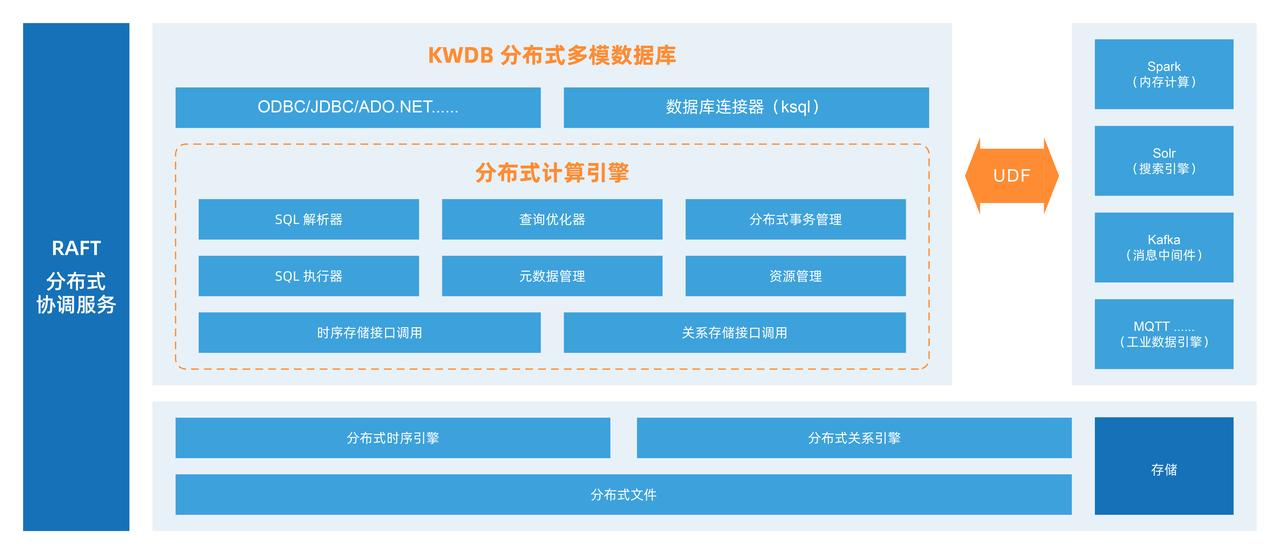 RAFT
分布式
协调服务
KWDB 分布式多模数据库
ODBC/JDBC/ADO.NET......
数据库连接器（ksql）
分布式计算引擎
SQL 解析器
查询优化器
分布式事务管理
SQL 执行器
元数据管理
资源管理
时序存储接口调用
关系存储接口调用
UDF
Spark
（内存计算）
Solr
（搜索引擎）
Kafka
（消息中间件）
MQTT ......
（工业数据引擎）
分布式时序引擎
分布式关系引擎
分布式文件
存储